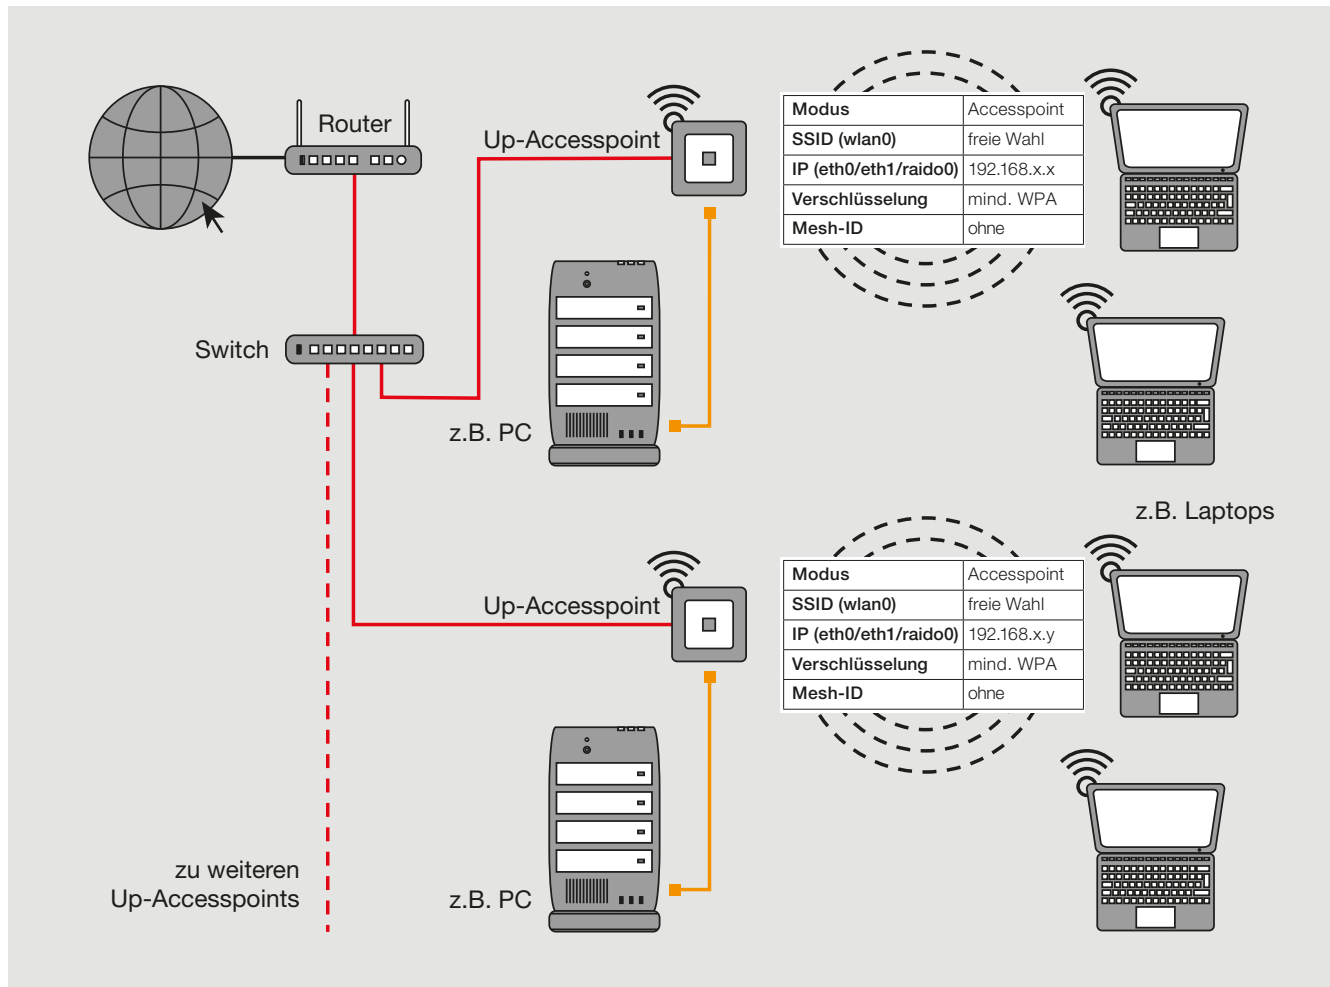 Router
Up-Accesspoint
Modus Accesspoint
SSID (wlan0) freie Wahl
IP (eth0/eth1/raido0) 192.168.x.x
Verschlüsselung mind. WPA
Mesh-ID ohne
Switch
z.B. PC
z.B. Laptops
Up-Accesspoint
Modus Accesspoint
SSID (wlan0) freie Wahl
IP (eth0/eth1/raido0) 192.168.x.y
Verschlüsselung mind. WPA
Mesh-ID ohne
zu weiteren
Up-Accesspoints
z.B. PC